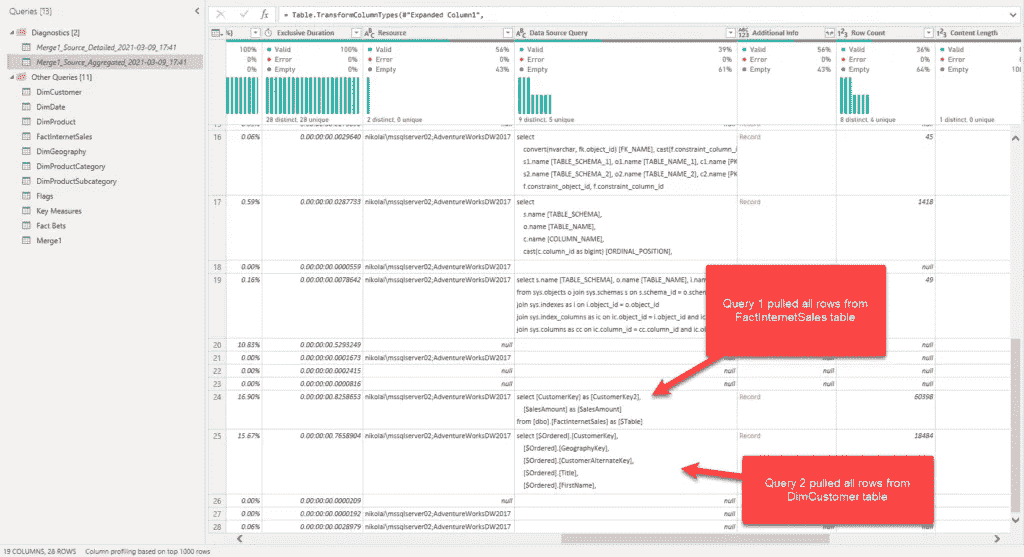 Queries [13]
= Table.TransformColumnTypes(#"Expanded Column1",
Diagnostics [2]
Merge1_Source_Detailed_2021-03-09_17:41
Merge1_Source_Aggregated_2021-03-09_17:41
Other Queries [11]
DimCustomer
DimDate
DimProduct
FactInternetSales
DimGeography
DimProductCategory
DimProductSubcategory
Flags
Key Measures
Fact Bets
Merge1
Exclusive Duration Resource Data Source Query Additional Info Row Count Content Length
100% Valid 100% Valid 56% Valid 39% Valid 56% Valid 36% Valid
0% Error 0% Error 0% Error 0% Error 0% Error 0% Error
0% Empty 0% Empty 43% Empty 61% Empty 43% Empty 64% Empty 10
28 distinct, 28 unique 2 distinct, 0 unique 9 distinct, 5 unique 8 distinct, 4 unique 1 distinct, 0 unique
16 0.06% 0.00:00:00.0029640 nikolai\mssqlserver02;AdventureWorksDW2017 select Record 45
convert(nvarchar, fk.object_id) [FK_NAME], cast(f.constraint_column_i
s1.name [TABLE_SCHEMA_1], o1.name [TABLE_NAME_1], c1.name [PK
s2.name [TABLE_SCHEMA_2], o2.name [TABLE_NAME_2], c2.name [PK
f.constraint_object_id, f.constraint_column_id
17 0.59% 0.00:00:00.0287733 nikolai\mssqlserver02;AdventureWorksDW2017 select Record 1418
s.name [TABLE_SCHEMA],
o.name [TABLE_NAME],
c.name [COLUMN_NAME],
cast(c.column_id as bigint) [ORDINAL_POSITION],
18 0.00% 0.00:00:00.0000559 nikolai\mssqlserver02;AdventureWorksDW2017 null
19 0.16% 0.00:00:00.0078642 nikolai\mssqlserver02;AdventureWorksDW2017 select s.name [TABLE_SCHEMA], o.name [TABLE_NAME], i.na 49
from sys.objects o join sys.schemas s on s.schema_id = o.schem
join sys.indexes as i on i.object_id = o.object_id
join sys.index_columns as ic on ic.object_id = i.object_id and ic
join sys.columns as cc on ic.column_id = cc.column_id and ic.ol
Query 1 pulled all rows from
FactInternetSales table
20 10.83% 0.00:00:00.5293249 null null
21 0.00% 0.00:00:00.0001673 nikolai\mssqlserver02;AdventureWorksDW2017 null null
22 0.00% 0.00:00:00.0002415 null null null null
23 0.00% 0.00:00:00.0000816 null null null null
24 16.90% 0.00:00:00.8258653 nikolai\mssqlserver02;AdventureWorksDW2017 select [CustomerKey] as [CustomerKey2], Record 60398
[SalesAmount] as [SalesAmount]
from [dbo].[FactInternetSales] as [$Table]
25 15.67% 0.00:00:00.7658904 nikolai\mssqlserver02;AdventureWorksDW2017 select [$Ordered].[CustomerKey], Record 18484
[$Ordered].[GeographyKey],
[$Ordered].[CustomerAlternateKey],
[$Ordered].[Title],
[$Ordered].[FirstName],
Query 2 pulled all rows from
DimCustomer table
26 0.00% 0.00:00:00.0000209 null null
27 0.00% 0.00:00:00.0000192 nikolai\mssqlserver02;AdventureWorksDW2017 null
28 0.06% 0.00:00:00.0028979 nikolai\mssqlserver02;AdventureWorksDW2017 null null null
19 COLUMNS, 28 ROWS Column profiling based on top 1000 rows